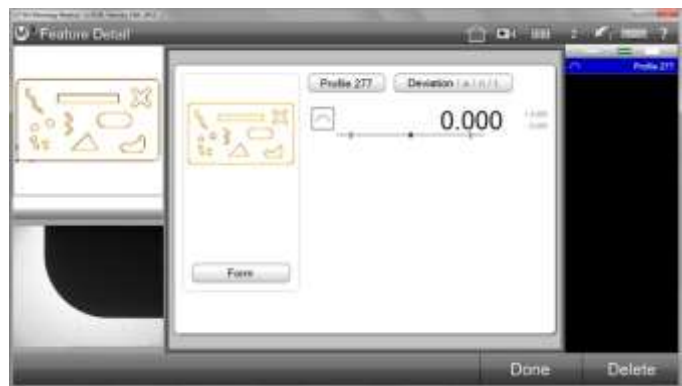 Feature Detail
Profile 277
Profile 277
Deviation
0.000
Form
Done
Delete